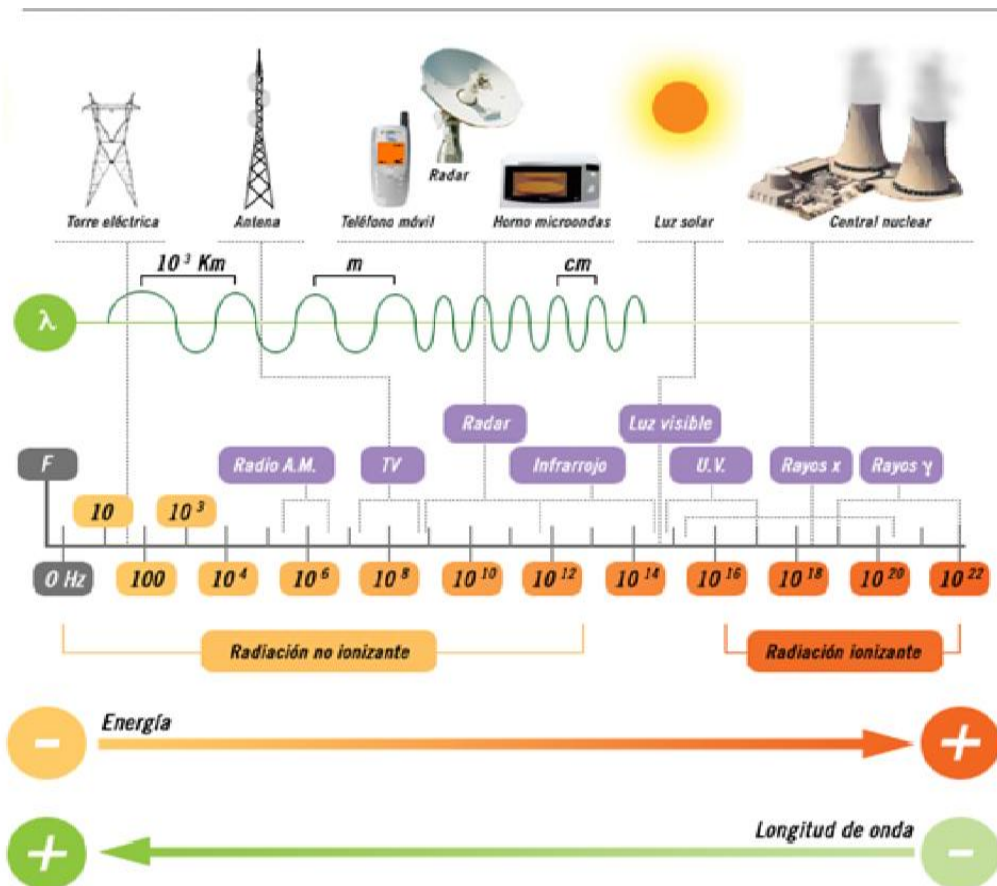 Radar
Torre eléctrica
Antena
Teléfono móvil
Horno microondas
Luz solar
Central nuclear
10³ Km
m
cm
λ
Radar
Luz visible
F
Radio A.M.
TV
Infrarrojo
U.V.
Rayos x
Rayos γ
10
10³
0 Hz
100
10⁴
10⁶
10⁸
10¹⁰
10¹²
10¹⁴
10¹⁶
10¹⁸
10²⁰
10²²
Radiación no ionizante
Radiación ionizante
Energía
-
+
Longitud de onda
+
-